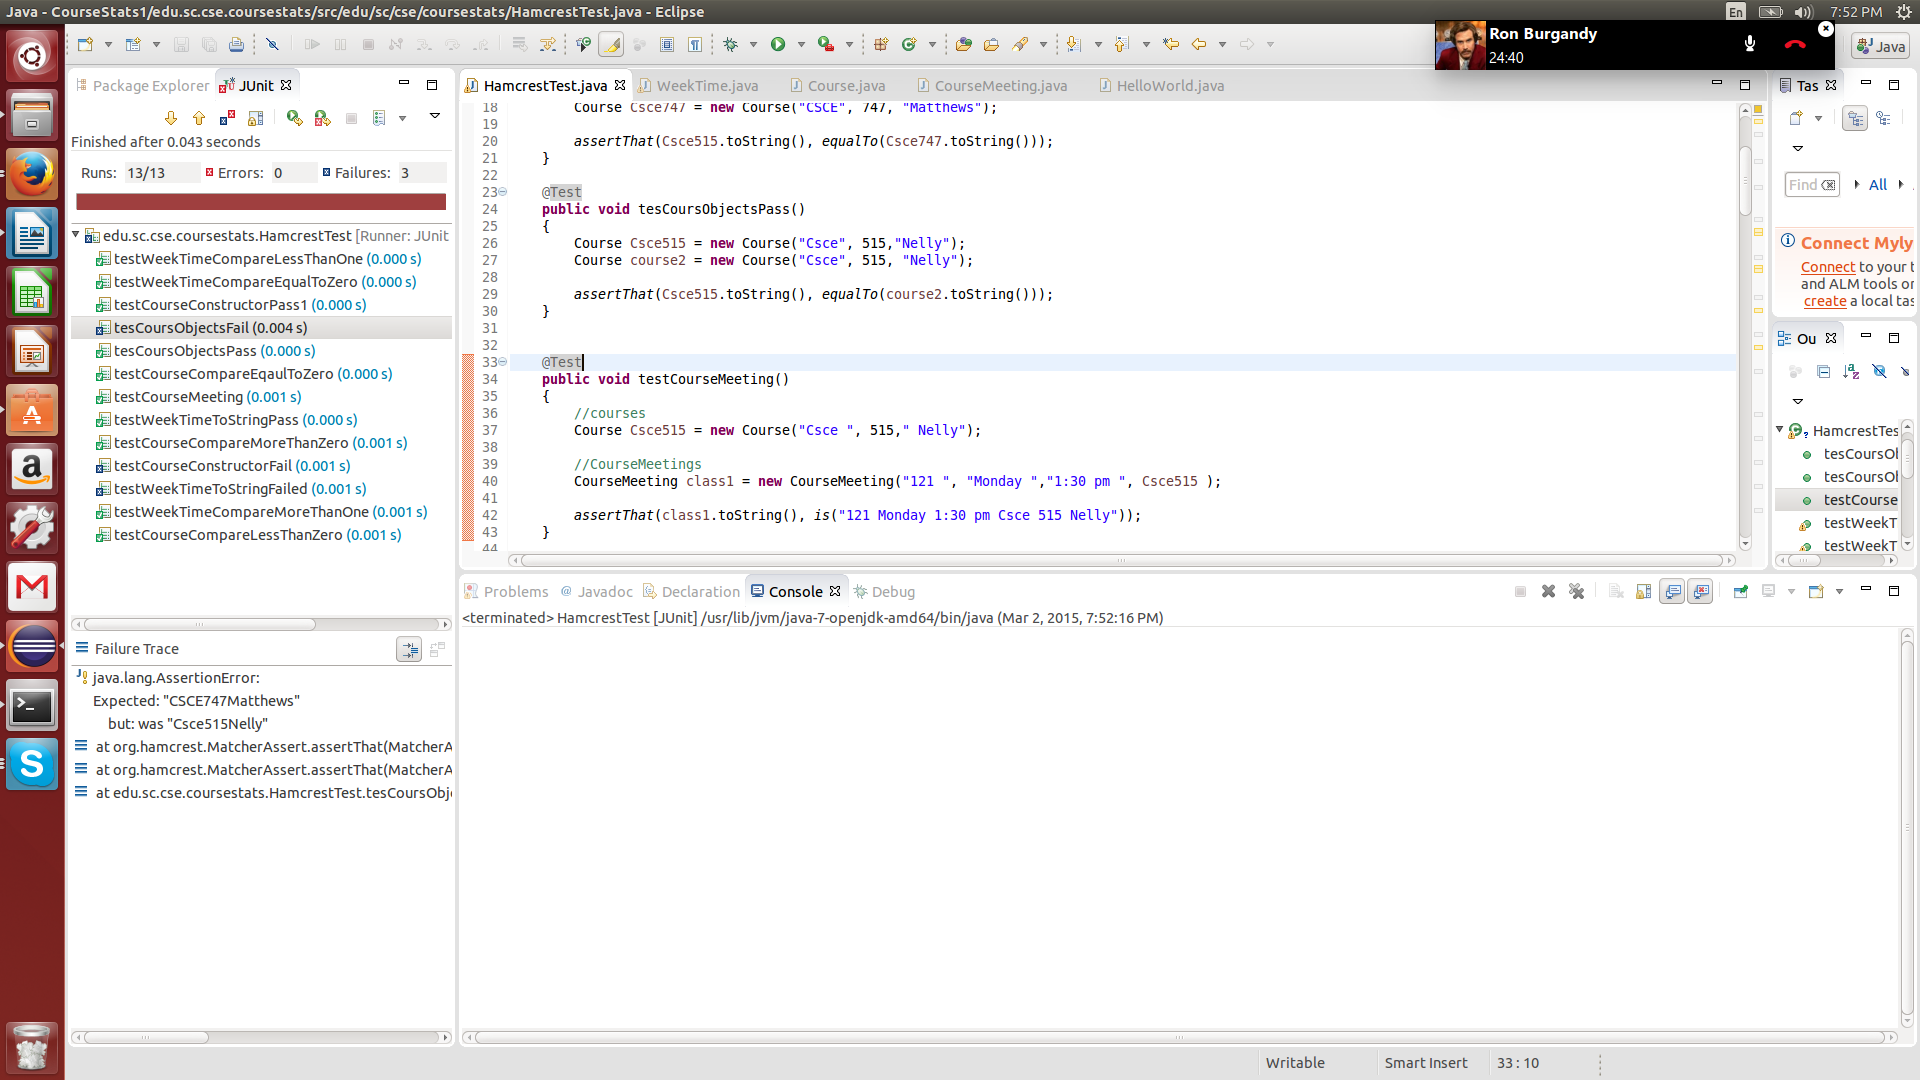 Java - CourseStats1/edu.sc.cse.coursestats/src/edu/sc/cse/coursestats/HamcrestTest.java - Eclipse
En
7:52 PM
Ron Burgandy
24:40
Java
Package Explorer
JUnit
Finished after 0.043 seconds
Runs: 13/13
Errors: 0
Failures: 3
edu.sc.cse.coursestats.HamcrestTest [Runner: JUnit
testWeekTimeCompareLessThanOne (0.000 s)
testWeekTimeCompareEqualToZero (0.000 s)
testCourseConstructorPass1 (0.000 s)
tesCoursObjectsFail (0.004 s)
tesCoursObjectsPass (0.000 s)
testCourseCompareEqaulToZero (0.000 s)
testCourseMeeting (0.001 s)
testWeekTimeToStringPass (0.000 s)
testCourseCompareMoreThanZero (0.001 s)
testCourseConstructorFail (0.001 s)
testWeekTimeToStringFailed (0.001 s)
testWeekTimeCompareMoreThanOne (0.001 s)
testCourseCompareLessThanZero (0.001 s)
Failure Trace
java.lang.AssertionError:
Expected: "CSCE747Matthews"
but: was "Csce515Nelly"
at org.hamcrest.MatcherAssert.assertThat(MatcherA
at org.hamcrest.MatcherAssert.assertThat(MatcherA
at edu.sc.cse.coursestats.HamcrestTest.tesCoursObj
HamcrestTest.java
WeekTime.java
Course.java
CourseMeeting.java
HelloWorld.java
18 Course Csce747 = new Course("CSCE", 747, "Matthews");
19
20 assertThat(Csce515.toString(), equalTo(Csce747.toString()));
21 }
22
23 @Test
24 public void tesCoursObjectsPass()
25 {
26 Course Csce515 = new Course("Csce", 515,"Nelly");
27 Course course2 = new Course("Csce", 515, "Nelly");
28
29 assertThat(Csce515.toString(), equalTo(course2.toString()));
30 }
31
32
33 @Test
34 public void testCourseMeeting()
35 {
36 //courses
37 Course Csce515 = new Course("Csce ", 515," Nelly");
38
39 //CourseMeetings
40 CourseMeeting class1 = new CourseMeeting("121 ", "Monday ","1:30 pm ", Csce515 );
41
42 assertThat(class1.toString(), is("121 Monday 1:30 pm Csce 515 Nelly"));
43 }
44
Problems
Javadoc
Declaration
Console
Debug
<terminated> HamcrestTest [JUnit] /usr/lib/jvm/java-7-openjdk-amd64/bin/java (Mar 2, 2015, 7:52:16 PM)
Tas
Find
All
Connect Myly
Connect to your t
and ALM tools or
create a local tas
Ou
HamcrestTes
tesCoursOl
tesCoursOl
testCourse
testWeekT
testWeekT
Writable
Smart Insert
33 : 10